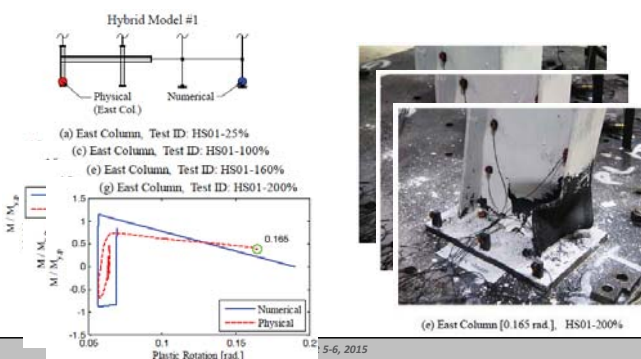 Hybrid Model #1
Physical
(East Col.)
Numerical
(a) East Column, Test ID: HS01-25%
(c) East Column, Test ID: HS01-100%
(e) East Column, Test ID: HS01-160%
(g) East Column, Test ID: HS01-200%
M / My,p
M / My,p
M / My,p
1.5
1
0.5
0
-0.5
-1
-1.5
0.165
Numerical
Physical
0.05
0.1
0.15
0.2
Plastic Rotation [rad.]
(e) East Column [0.165 rad.], HS01-200%
5-6, 2015